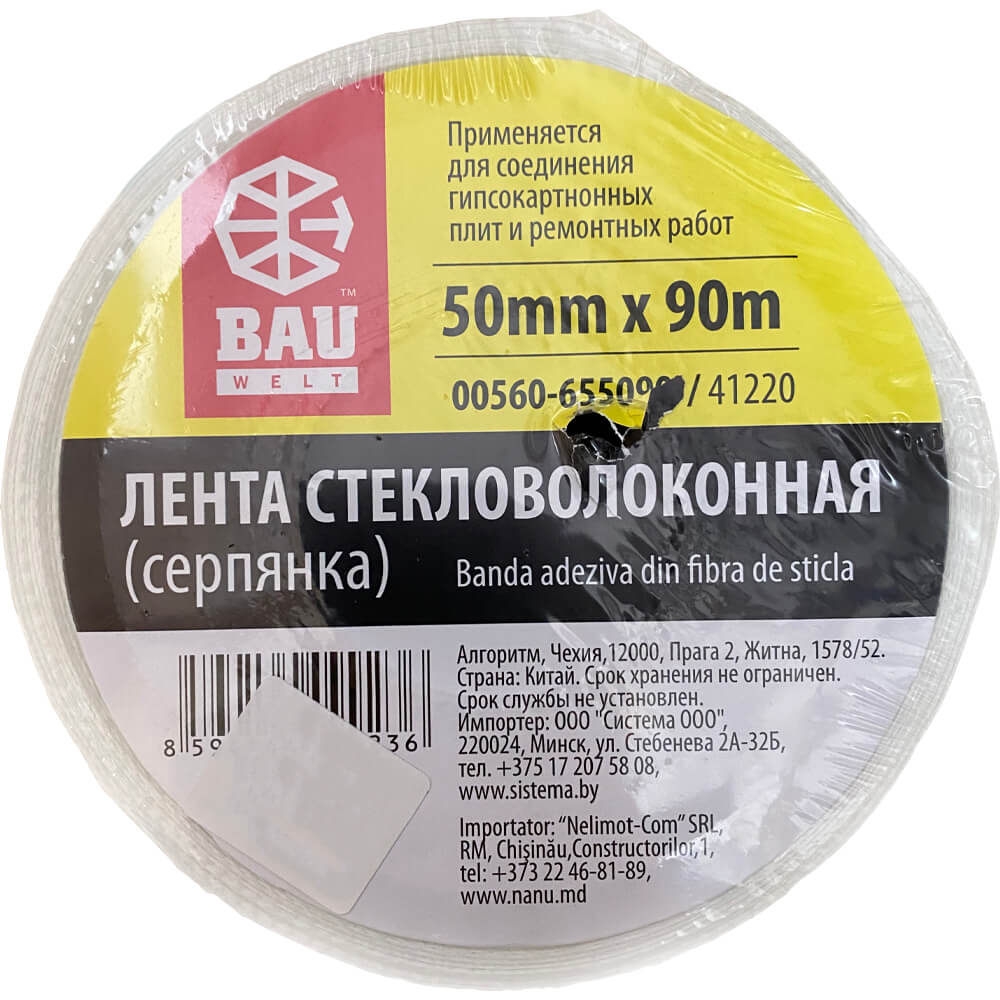 BAU
™
WELT
Применяется
для соединения
гипсокартнонных
плит и ремонтных работ
50mm x 90m
/ 41220
ЛЕНТА СТЕКЛОВОЛОКОННАЯ
(серпянка)
Banda adeziva din fibra de sticla
Алгоритм, Чехия,12000, Прага 2, Житна, 1578/52.
Страна: Китай. Срок хранения не ограничен.
Срок службы не установлен.
Импортер: ООО "Система ООО",
220024, Минск, ул. Стебенева 2А-32Б,
тел. +375 17 207 58 08,
www.sistema.by
Importator: “Nelimot-Com” SRL,
RM, Chişinău,Constructorilor,1,
tel: +373 22 46-81-89,
www.nanu.md